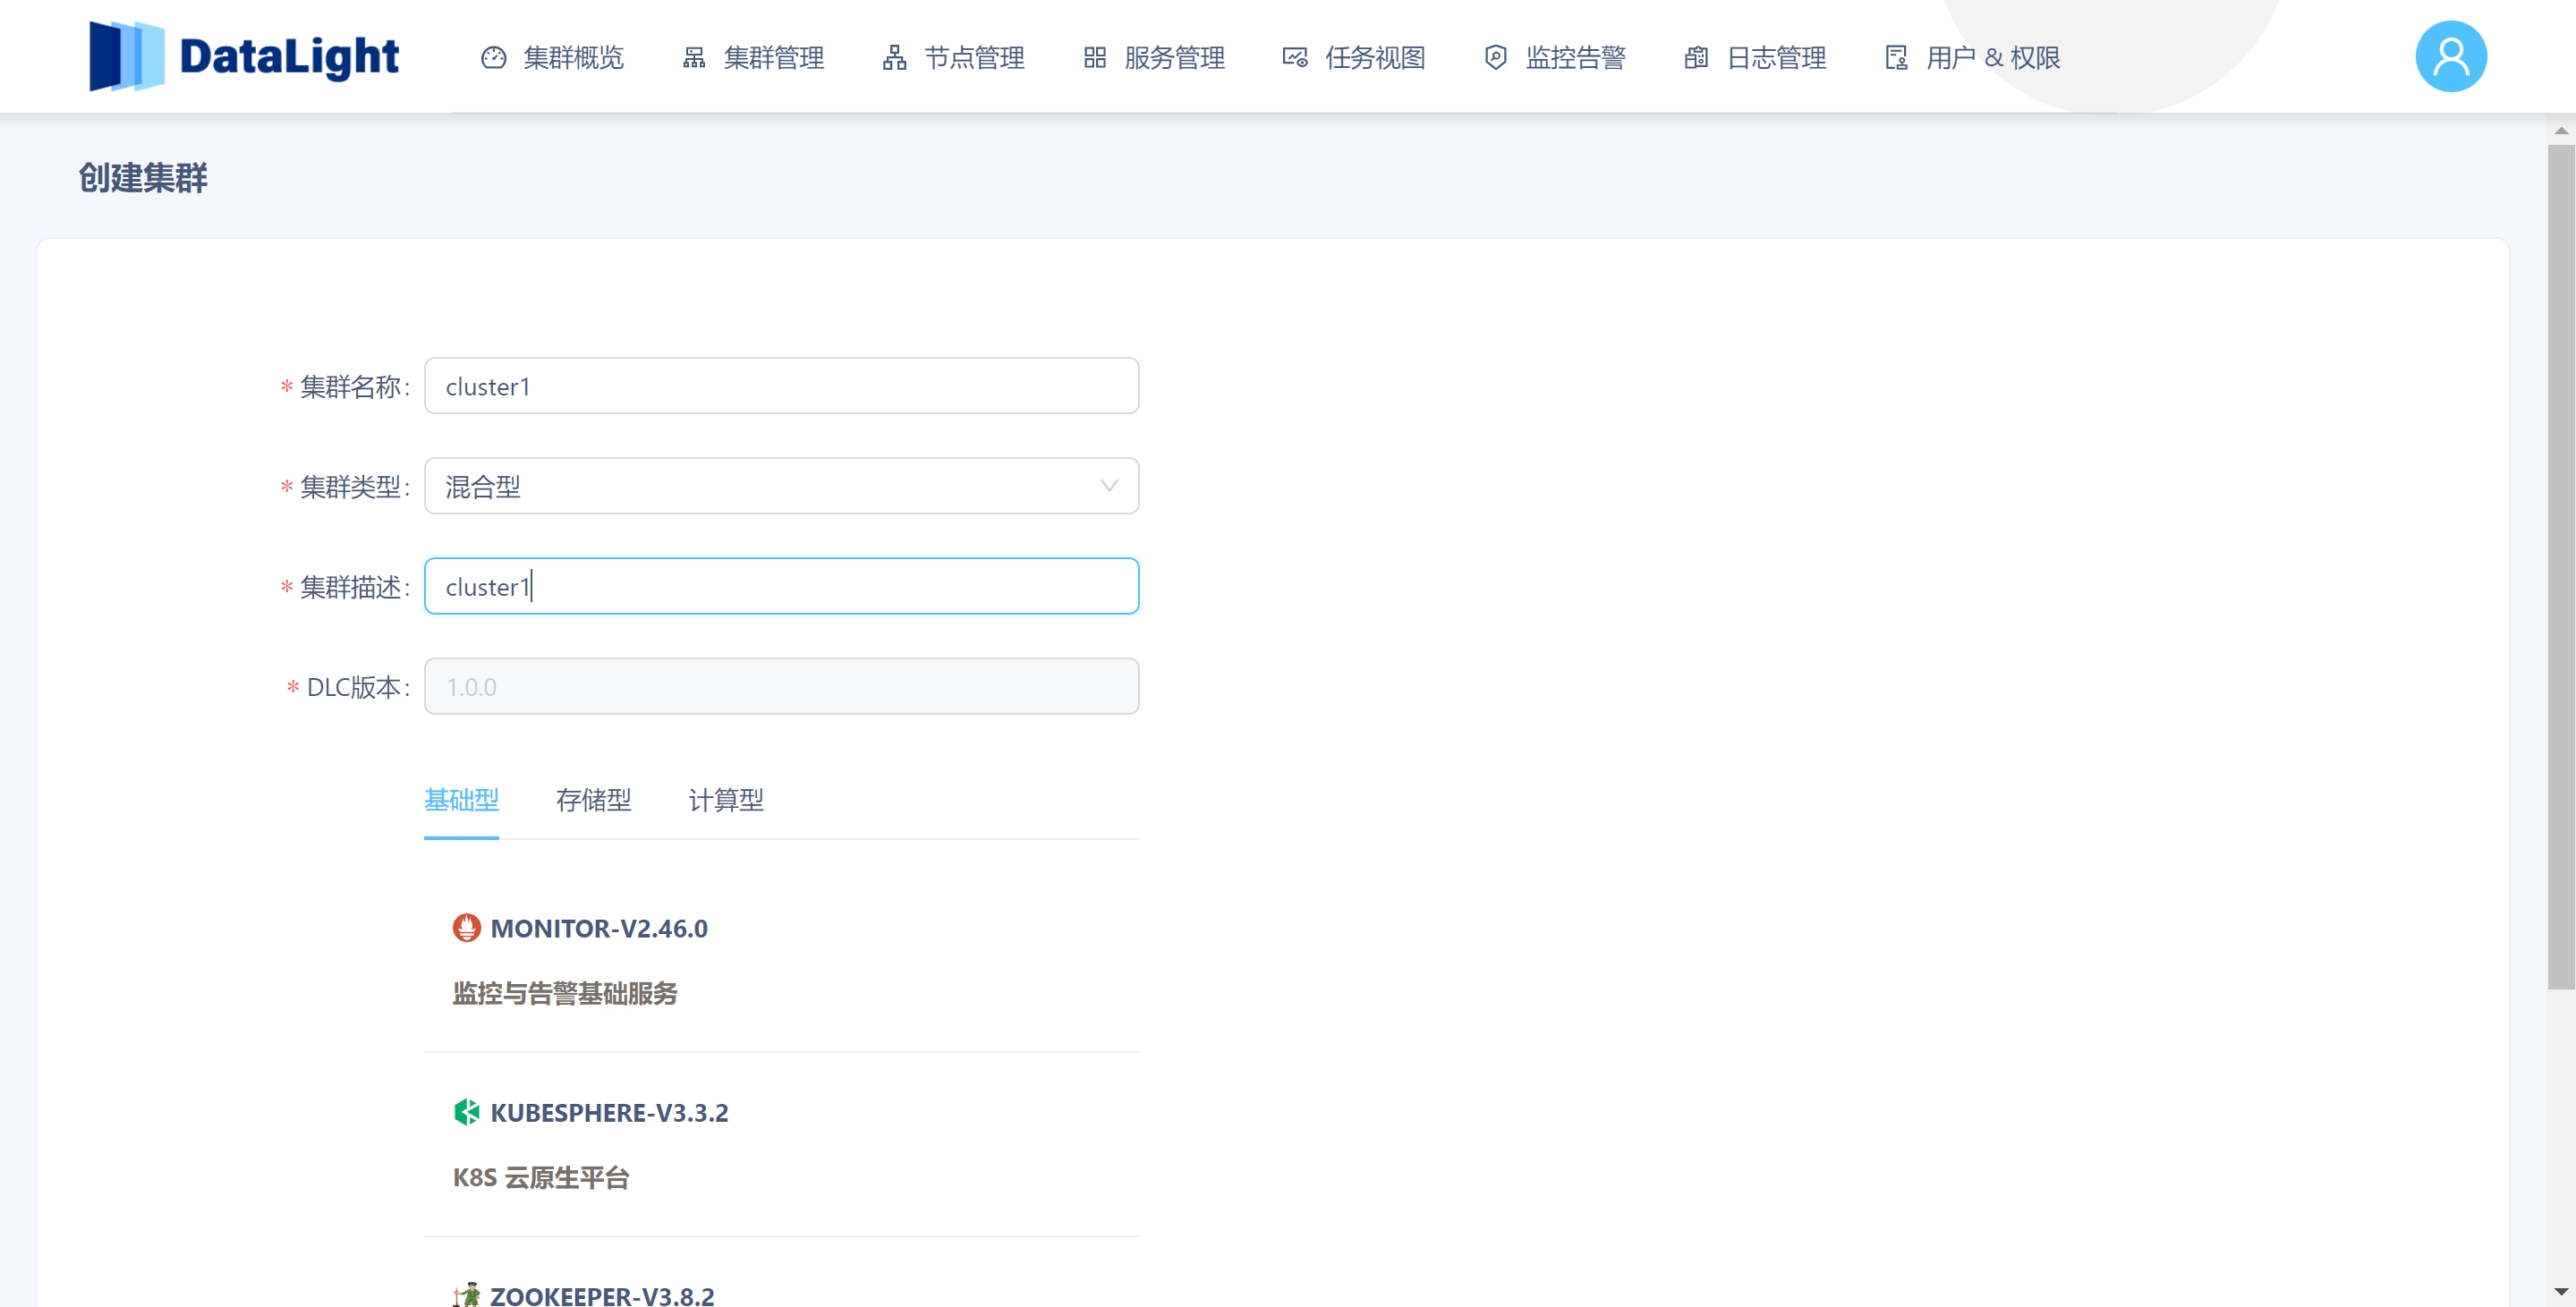 DataLight
集群概览
集群管理
节点管理
服务管理
任务视图
监控告警
日志管理
用户 & 权限
创建集群
* 集群名称: cluster1
* 集群类型: 混合型
* 集群描述: cluster1
* DLC版本: 1.0.0
基础型 存储型 计算型
MONITOR-V2.46.0
监控与告警基础服务
KUBESPHERE-V3.3.2
K8S 云原生平台
ZOOKEEPER-V3.8.2